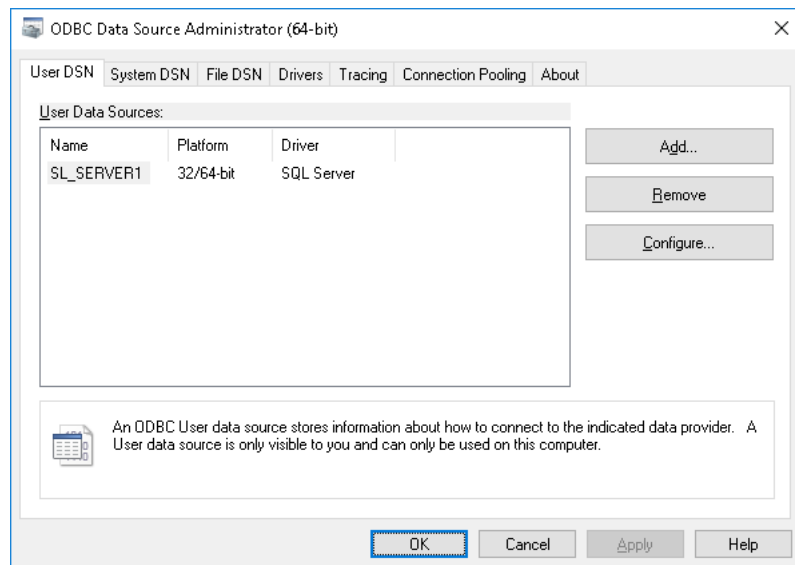 ODBC Data Source Administrator (64-bit)
User DSN System DSN File DSN Drivers Tracing Connection Pooling About
User Data Sources:
Name Platform Driver
SL_SERVER1 32/64-bit SQL Server
Add...
Remove
Configure...
An ODBC User data source stores information about how to connect to the indicated data provider. A
User data source is only visible to you and can only be used on this computer.
OK Cancel Apply Help